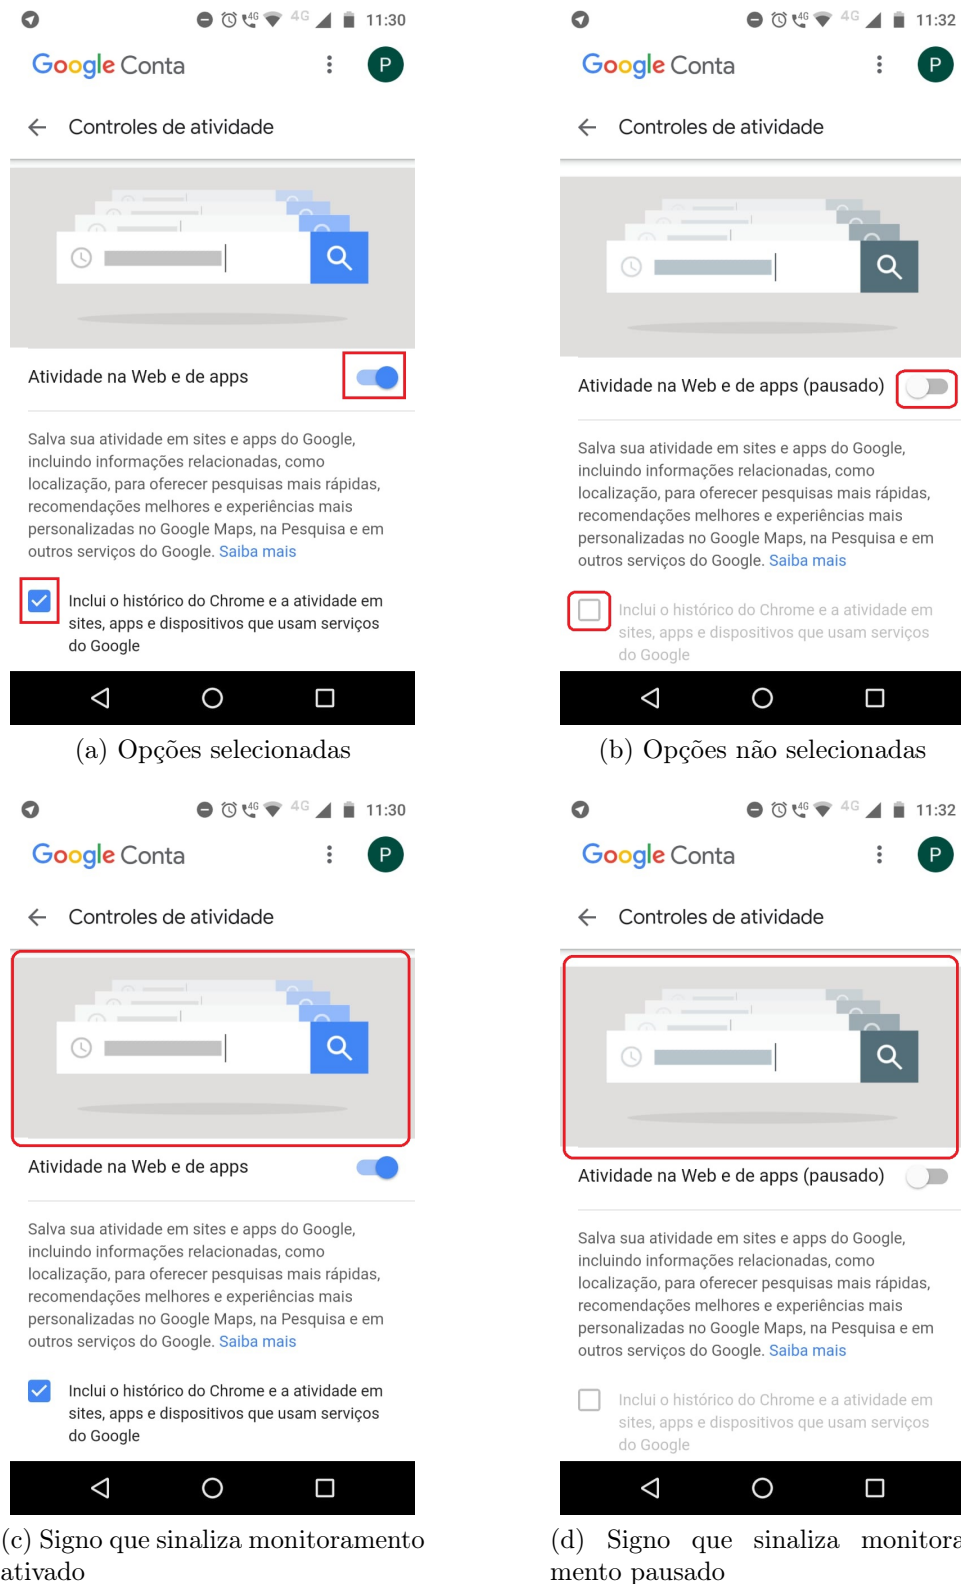 4G 4G 11:30
Google Conta P
Controles de atividade
Atividade na Web e de apps
Salva sua atividade em sites e apps do Google,
incluindo informações relacionadas, como
localização, para oferecer pesquisas mais rápidas,
recomendações melhores e experiências mais
personalizadas no Google Maps, na Pesquisa e em
outros serviços do Google. Saiba mais
Inclui o histórico do Chrome e a atividade em
sites, apps e dispositivos que usam serviços
do Google
(a) Opções selecionadas
4G 4G 11:32
Google Conta P
Controles de atividade
Atividade na Web e de apps (pausado)
Salva sua atividade em sites e apps do Google,
incluindo informações relacionadas, como
localização, para oferecer pesquisas mais rápidas,
recomendações melhores e experiências mais
personalizadas no Google Maps, na Pesquisa e em
outros serviços do Google. Saiba mais
Inclui o histórico do Chrome e a atividade em
sites, apps e dispositivos que usam serviços
do Google
(b) Opções não selecionadas
4G 4G 11:30
Google Conta P
Controles de atividade
Atividade na Web e de apps
Salva sua atividade em sites e apps do Google,
incluindo informações relacionadas, como
localização, para oferecer pesquisas mais rápidas,
recomendações melhores e experiências mais
personalizadas no Google Maps, na Pesquisa e em
outros serviços do Google. Saiba mais
Inclui o histórico do Chrome e a atividade em
sites, apps e dispositivos que usam serviços
do Google
(c) Signo que sinaliza monitoramento
ativado
4G 4G 11:32
Google Conta P
Controles de atividade
Atividade na Web e de apps (pausado)
Salva sua atividade em sites e apps do Google,
incluindo informações relacionadas, como
localização, para oferecer pesquisas mais rápidas,
recomendações melhores e experiências mais
personalizadas no Google Maps, na Pesquisa e em
outros serviços do Google. Saiba mais
Inclui o histórico do Chrome e a atividade em
sites, apps e dispositivos que usam serviços
do Google
(d) Signo que sinaliza monitora
mento pausado